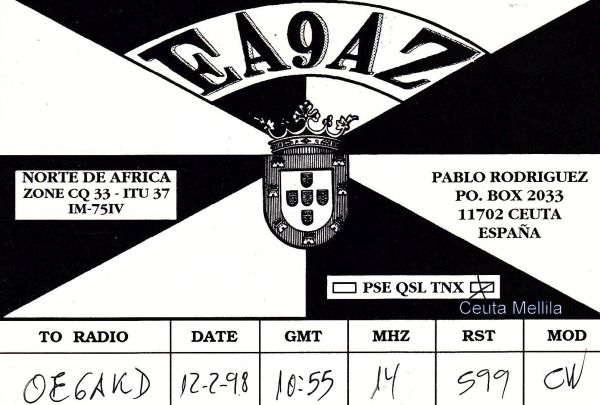 EA9AZ
NORTE DE AFRICA
ZONE CQ 33 - ITU 37
IM-75IV
PABLO RODRIGUEZ
PO. BOX 2033
11702 CEUTA
ESPAÑA
PSE QSL TNX
Ceuta Mellila
TO RADIO DATE GMT MHZ RST MOD
OE6AKD 12-2-98 10:55 14 599 CW